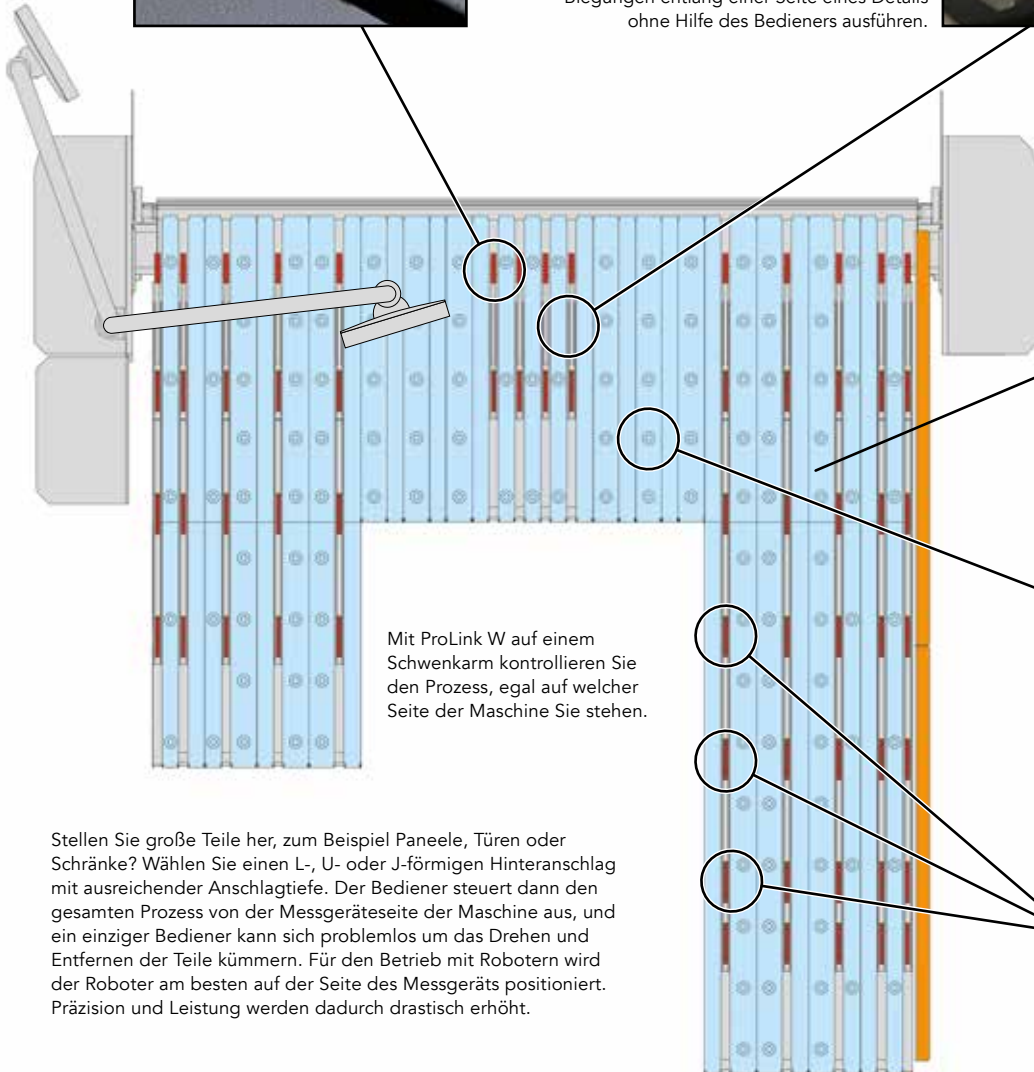 Biegungen entlang einer Seite eines Details
ohne Hilfe des Bedieners ausführen.
Mit ProLink W auf einem
Schwenkarm kontrollieren Sie
den Prozess, egal auf welcher
Seite der Maschine Sie stehen.
Stellen Sie große Teile her, zum Beispiel Paneele, Türen oder
Schränke? Wählen Sie einen L-, U- oder J-förmigen Hinteranschlag
mit ausreichender Anschlagtiefe. Der Bediener steuert dann den
gesamten Prozess von der Messgeräteseite der Maschine aus, und
ein einziger Bediener kann sich problemlos um das Drehen und
Entfernen der Teile kümmern. Für den Betrieb mit Robotern wird
der Roboter am besten auf der Seite des Messgeräts positioniert.
Präzision und Leistung werden dadurch drastisch erhöht.